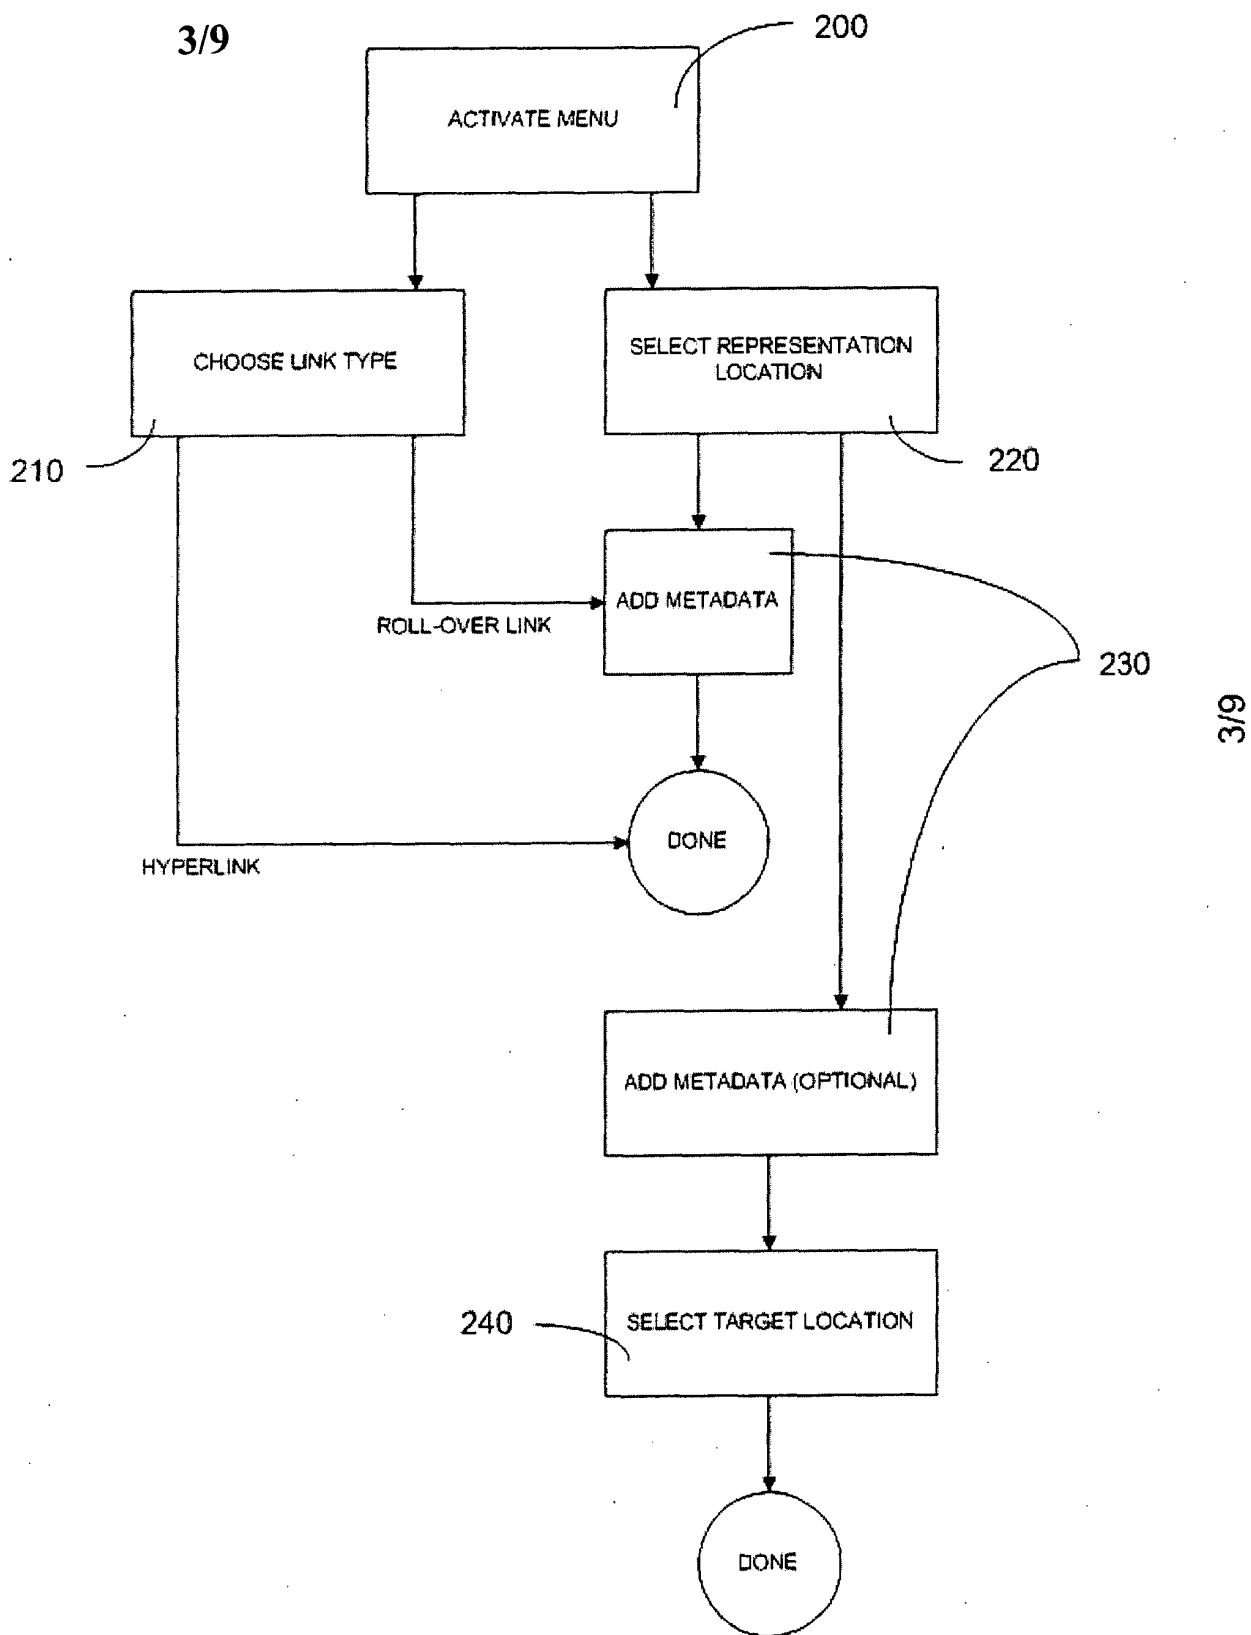 3/9
200
ACTIVATE MENU
CHOOSE LINK TYPE
SELECT REPRESENTATION
LOCATION
210
220
ADD METADATA
ROLL-OVER LINK
230
3/9
DONE
HYPERLINK
ADD METADATA (OPTIONAL)
240
SELECT TARGET LOCATION
DONE